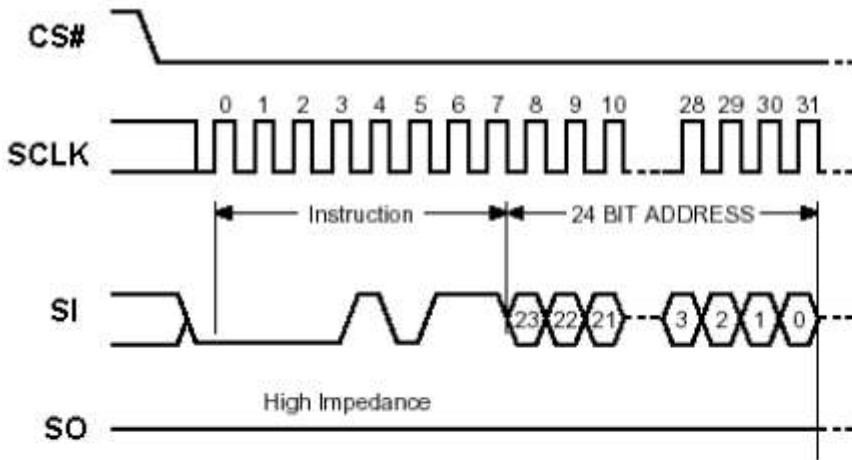 CS#
0 1 2 3 4 5 6 7 8 9 10 28 29 30 31
SCLK
Instruction 24 BIT ADDRESS
SI 23 22 21 3 2 1 0
High Impedance
SO